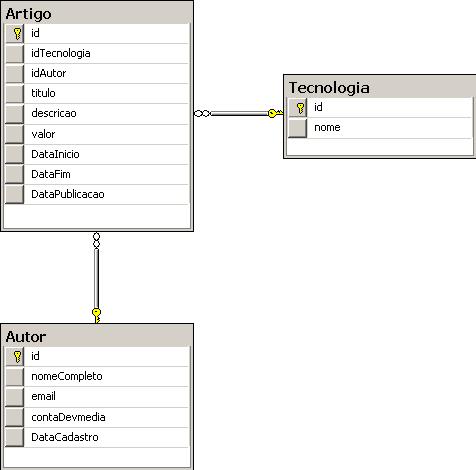 Artigo
id
idTecnologia
idAutor
titulo
descricao
valor
DataInicio
DataFim
DataPublicacao
Tecnologia
id
nome
Autor
id
nomeCompleto
email
contaDevmedia
DataCadastro